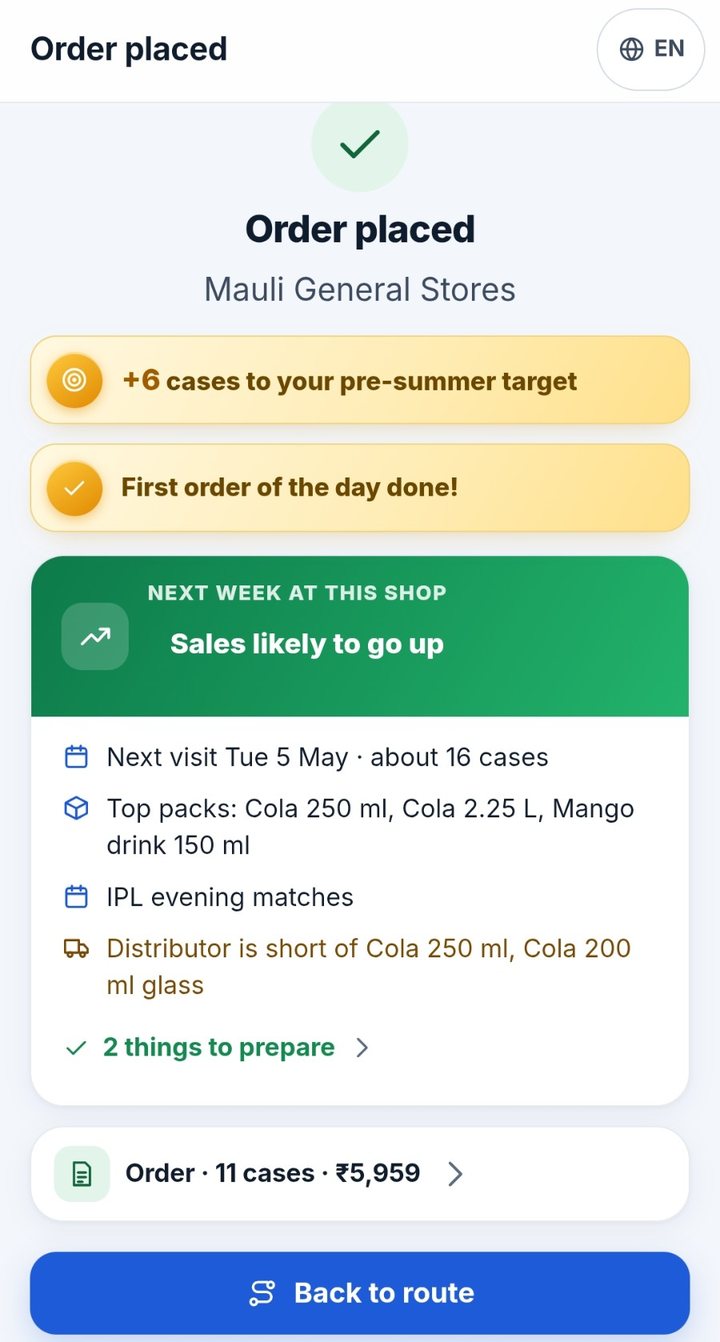 Order placed
EN
Order placed
Mauli General Stores
+6 cases to your pre-summer target
First order of the day done!
NEXT WEEK AT THIS SHOP
Sales likely to go up
Next visit Tue 5 May · about 16 cases
Top packs: Cola 250 ml, Cola 2.25 L, Mango
drink 150 ml
IPL evening matches
Distributor is short of Cola 250 ml, Cola 200
ml glass
2 things to prepare
Order · 11 cases · ₹5,959
Back to route